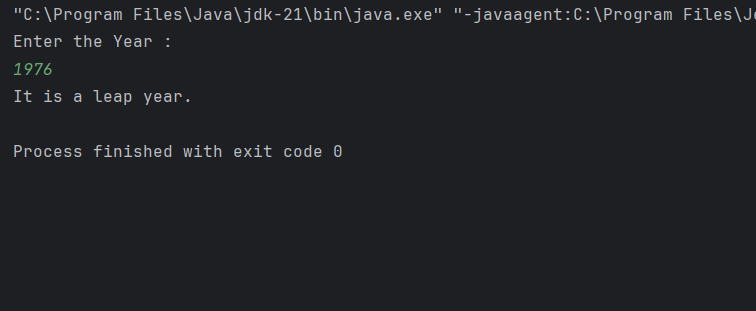 "C:\Program Files\Java\jdk-21\bin\java.exe" "-javaagent:C:\Program Files\J
Enter the Year :
1976
It is a leap year.
Process finished with exit code 0